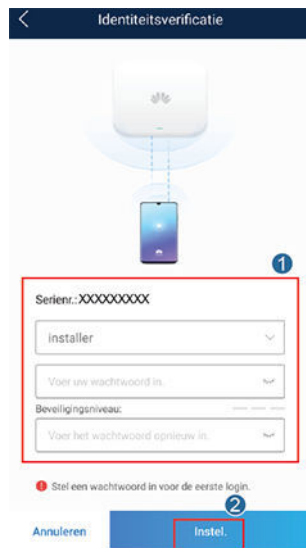 Identiteitsverificatie
1
Serienr.:XXXXXXXXX
installer
Voer uw wachtwoord in.
Beveiligingsniveau:
Voer het wachtwoord opnieuw in.
Stel een wachtwoord in voor de eerste login.
2
Annuleren Instel.